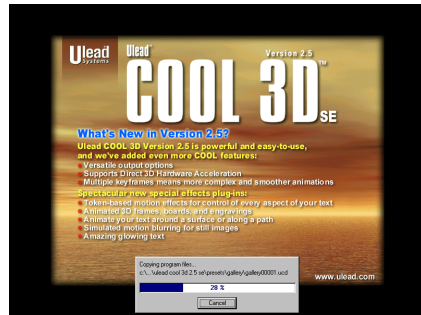 Ulead
Systems
Ulead™
Version 2.5
COOL 3D™
SE
What's New in Version 2.5?
Ulead COOL 3D Version 2.5 is powerful and easy-to-use,
and we've added even more COOL features:
Versatile output options
Supports Direct 3D Hardware Acceleration
Multiple keyframes means more complex and smoother animations
Spectacular new special effects plug-ins:
Token-based motion effects for control of every aspect of your text
Animated 3D frames, boards, and engravings
Animate your text around a surface or along a path
Simulated motion blurring for still images
Amazing glowing text
Copying program files...
c:\...\ulead cool 3d 2.5 se\presets\gallery\gallery00001.ucd
28 %
Cancel
www.ulead.com